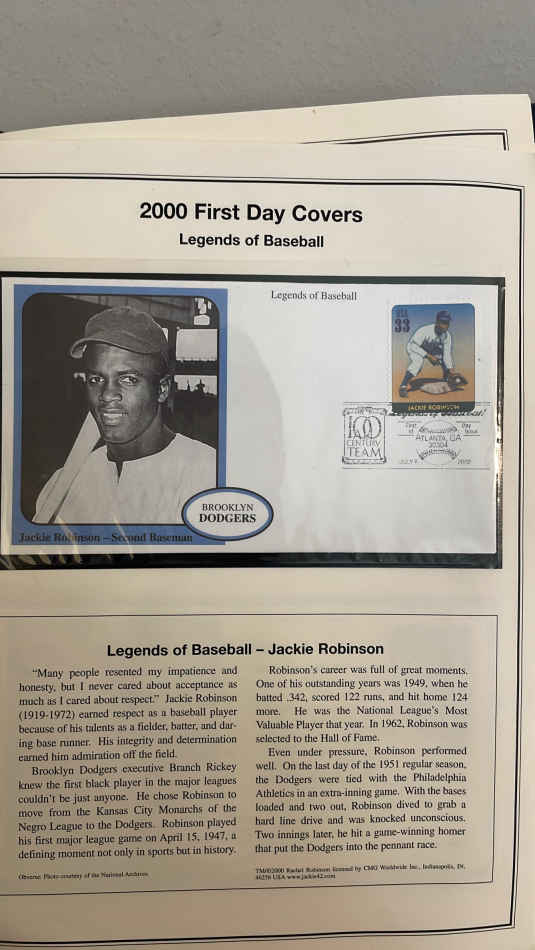 2000 First Day Covers
Legends of Baseball
Legends of Baseball
USA
33
JACKIE ROBINSON
Legends of Baseball!
First Day
of Issue
ATLANTA, GA
30304
JULY 6 2000
CENTURY
TEAM
BROOKLYN
DODGERS
Jackie Robinson – Second Baseman
Legends of Baseball – Jackie Robinson
“Many people resented my impatience and
honesty, but I never cared about acceptance as
much as I cared about respect.” Jackie Robinson
(1919-1972) earned respect as a baseball player
because of his talents as a fielder, batter, and dar-
ing base runner. His integrity and determination
earned him admiration off the field.
Brooklyn Dodgers executive Branch Rickey
knew the first black player in the major leagues
couldn’t be just anyone. He chose Robinson to
move from the Kansas City Monarchs of the
Negro League to the Dodgers. Robinson played
his first major league game on April 15, 1947, a
defining moment not only in sports but in history.
Obverse: Photo courtesy of the National Archives.
Robinson’s career was full of great moments.
One of his outstanding years was 1949, when he
batted .342, scored 122 runs, and hit home 124
more. He was the National League’s Most
Valuable Player that year. In 1962, Robinson was
selected to the Hall of Fame.
Even under pressure, Robinson performed
well. On the last day of the 1951 regular season,
the Dodgers were tied with the Philadelphia
Athletics in an extra-inning game. With the bases
loaded and two out, Robinson dived to grab a
hard line drive and was knocked unconscious.
Two innings later, he hit a game-winning homer
that put the Dodgers into the pennant race.
TM/©2000 Rachel Robinson licensed by CMG Worldwide Inc., Indianapolis, IN,
46256 USA www.jackie42.com